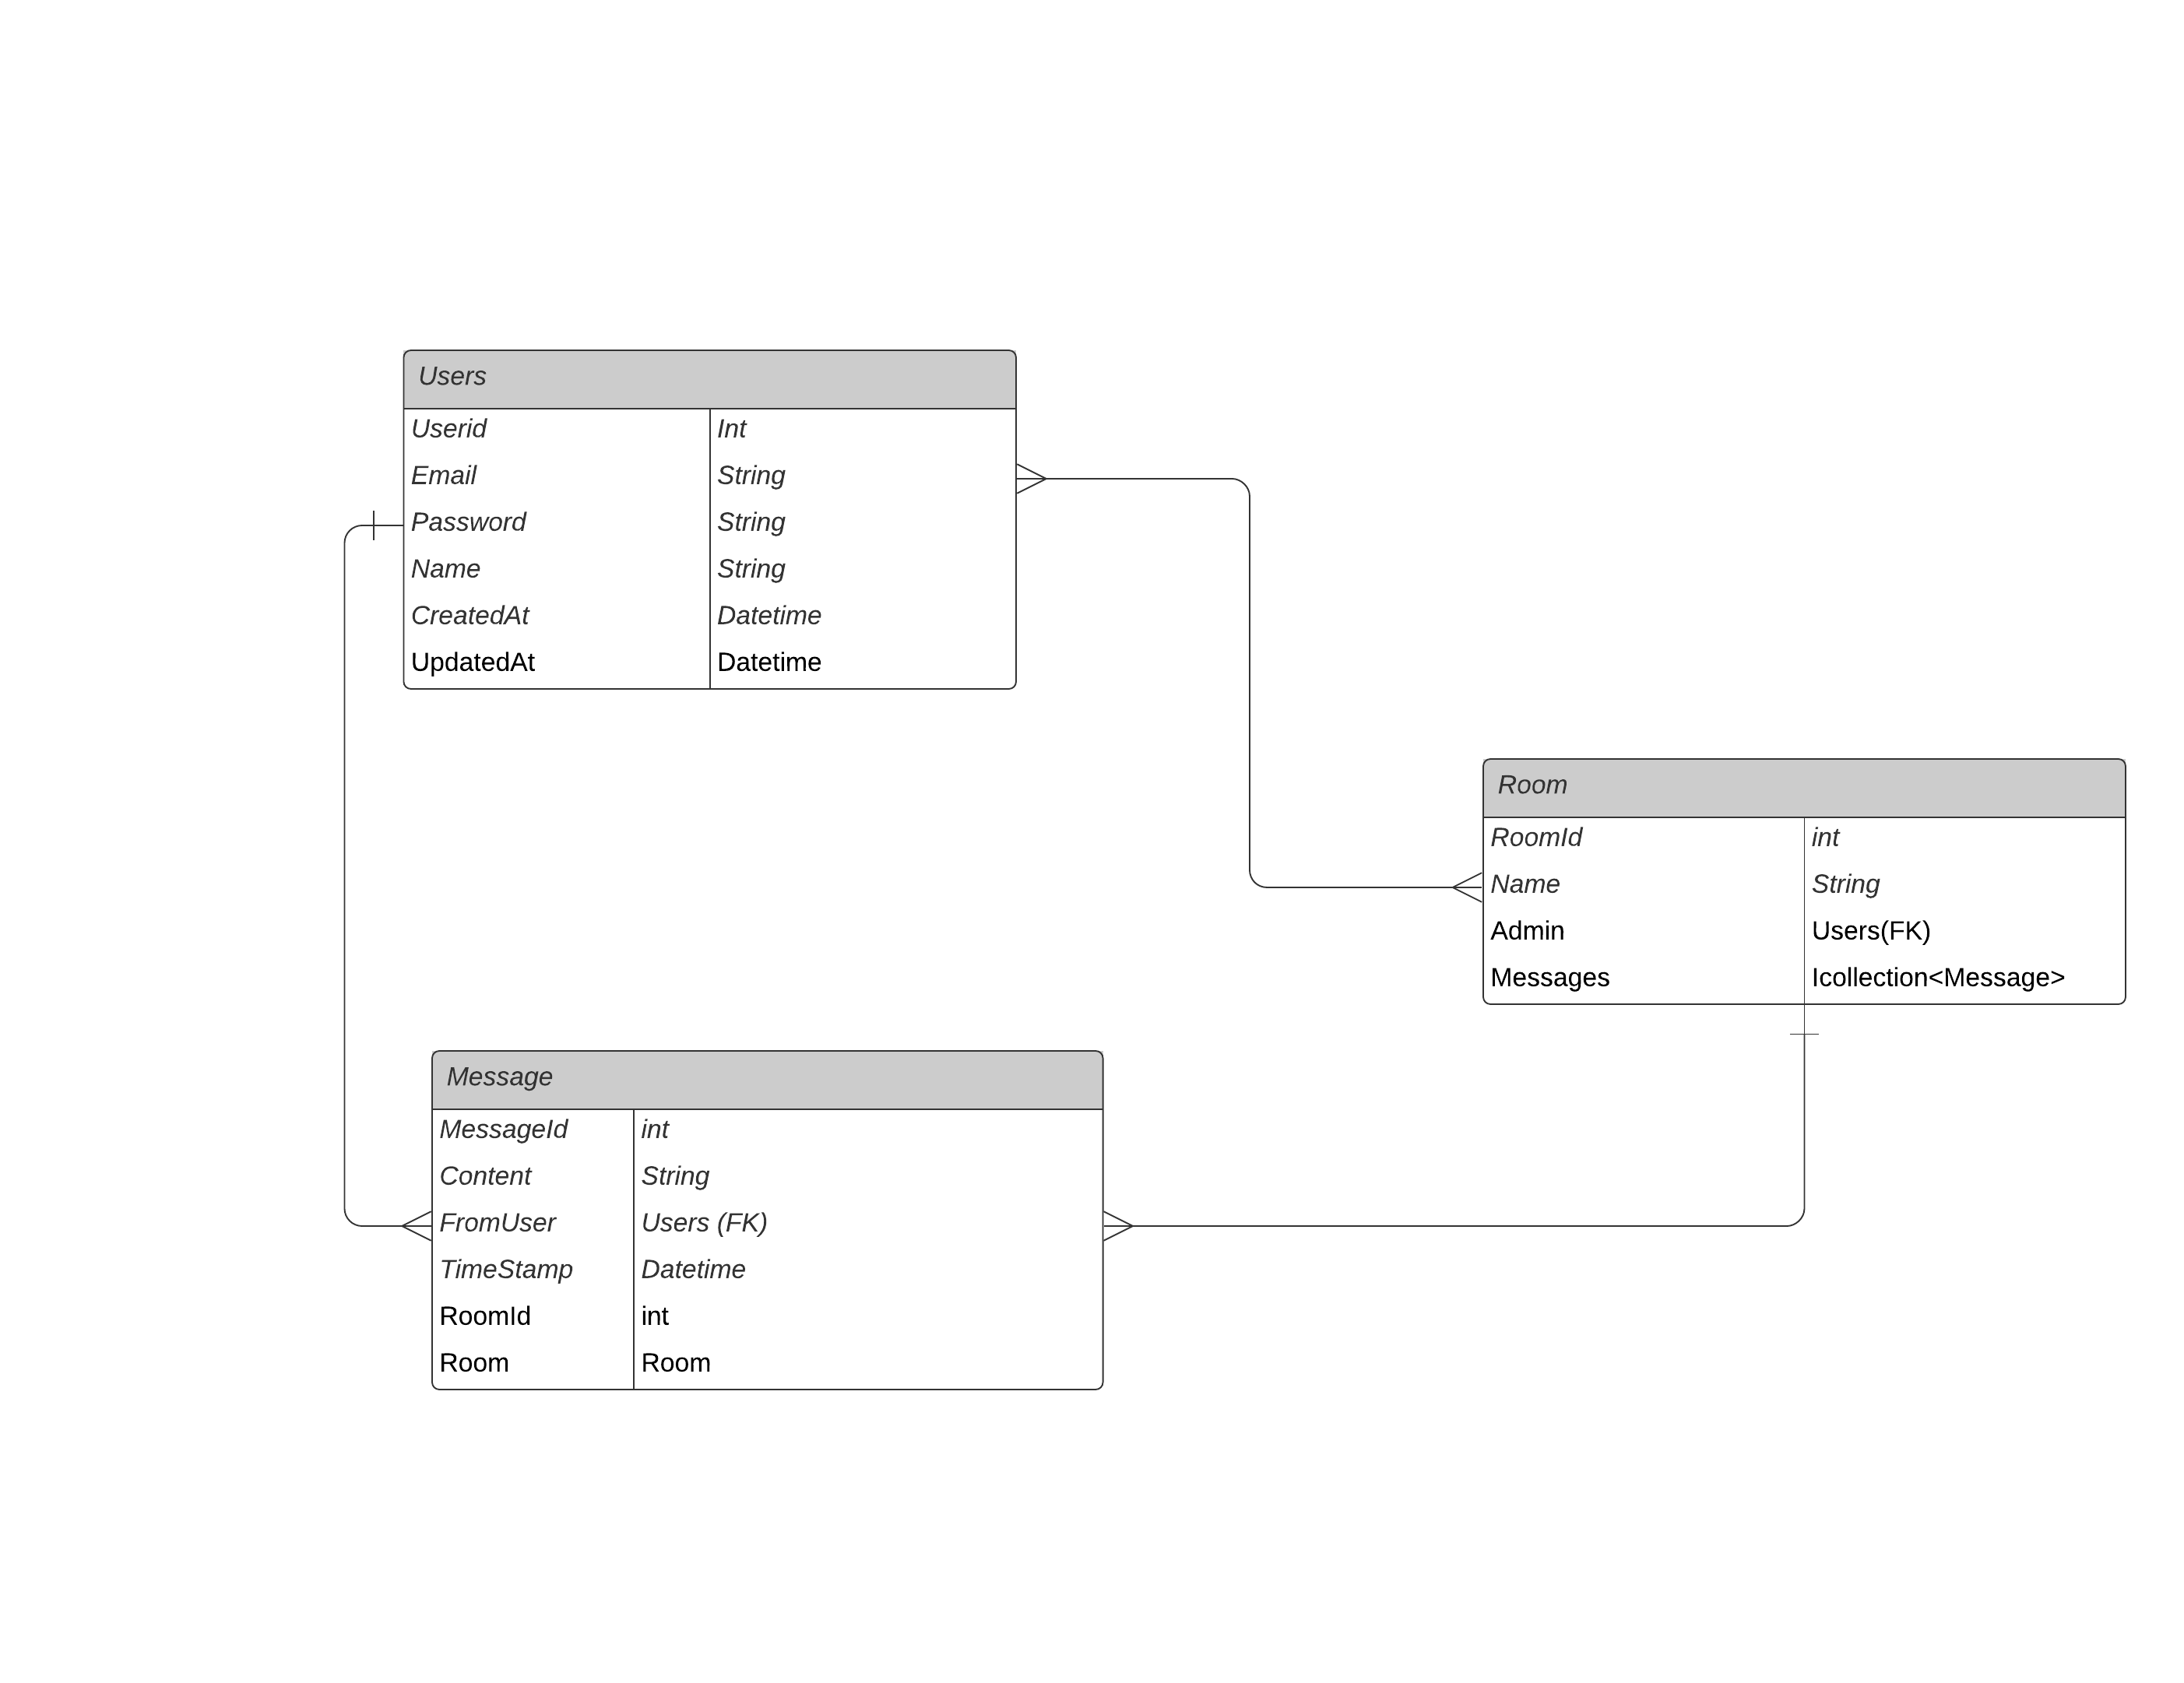 Users
Userid Int
Email String
Password String
Name String
CreatedAt Datetime
UpdatedAt Datetime
Room
RoomId int
Name String
Admin Users(FK)
Messages Icollection<Message>
Message
MessageId int
Content String
FromUser Users (FK)
TimeStamp Datetime
RoomId int
Room Room